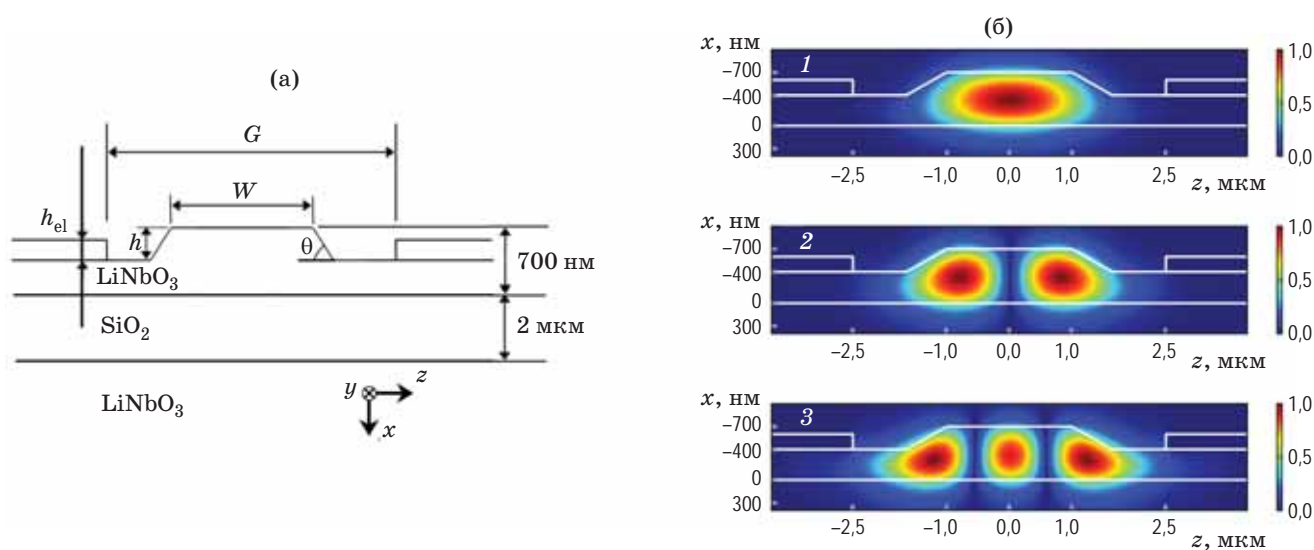 (а)
G
W
h_el
h
θ
LiNbO₃
700 нм
SiO₂
2 мкм
LiNbO₃
y
z
x
(б)
x, нм
1
–700
–400
0
300
–2,5
–1,0
0,0
1,0
2,5
z, мкм
1,0
0,5
0,0
x, нм
2
–700
–400
0
300
–2,5
–1,0
0,0
1,0
2,5
z, мкм
1,0
0,5
0,0
x, нм
3
–700
–400
0
300
–2,5
–1,0
0,0
1,0
2,5
z, мкм
1,0
0,5
0,0